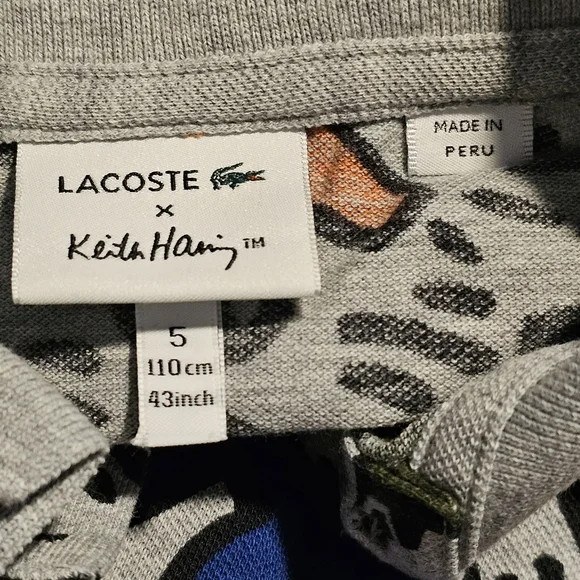 LACOSTE
x
Keith Haring™
MADE IN
PERU
5
110cm
43inch